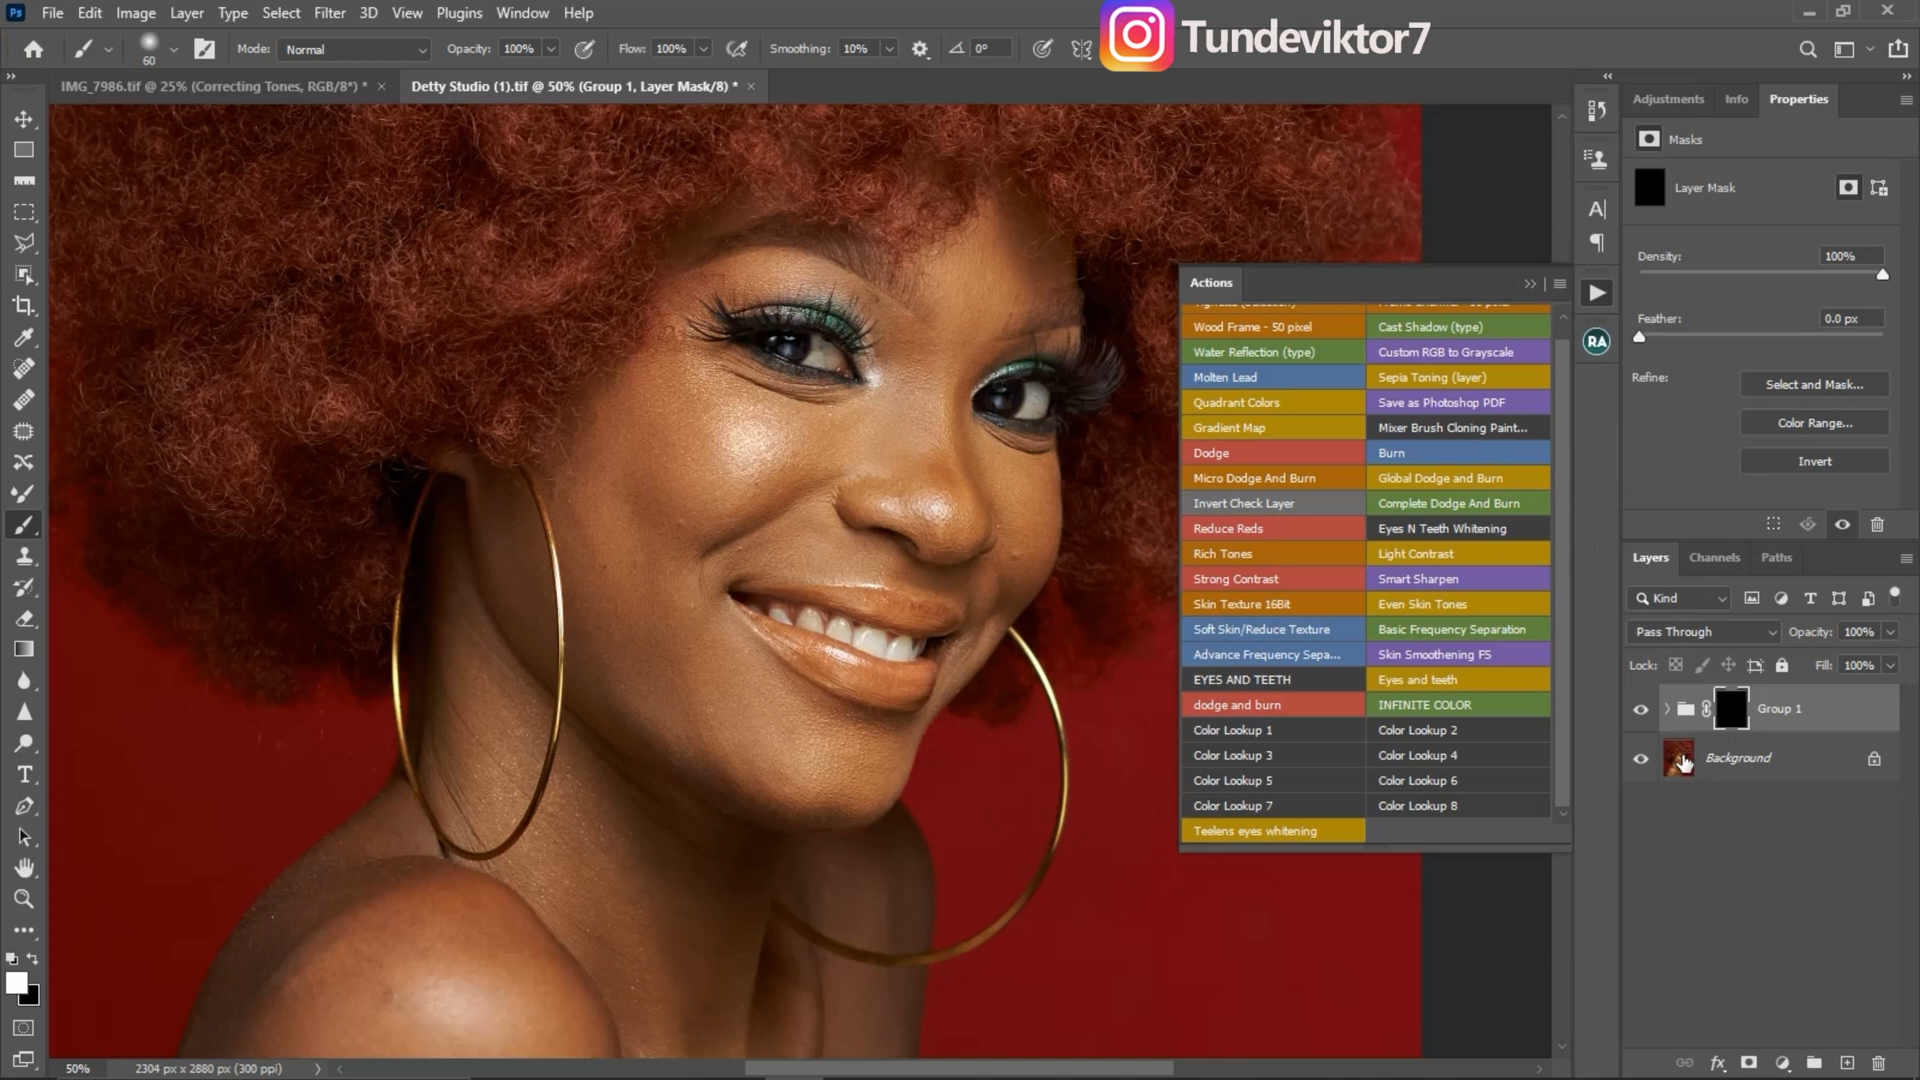 Ps File Edit Image Layer Type Select Filter 3D View Plugins Window Help
Tundeviktor7
60 Mode: Normal Opacity: 100% Flow: 100% Smoothing: 10% 0°
IMG_7986.tif @ 25% (Correcting Tones, RGB/8*) * × Detty Studio (1).tif @ 50% (Group 1, Layer Mask/8) * ×
Adjustments Info Properties
Masks
Layer Mask
Density: 100%
Feather: 0.0 px
Refine: Select and Mask...
Color Range...
Invert
Actions
Wood Frame - 50 pixel Cast Shadow (type)
Water Reflection (type) Custom RGB to Grayscale
Molten Lead Sepia Toning (layer)
Quadrant Colors Save as Photoshop PDF
Gradient Map Mixer Brush Cloning Paint...
Dodge Burn
Micro Dodge And Burn Global Dodge and Burn
Invert Check Layer Complete Dodge And Burn
Reduce Reds Eyes N Teeth Whitening
Rich Tones Light Contrast
Strong Contrast Smart Sharpen
Skin Texture 16Bit Even Skin Tones
Soft Skin/Reduce Texture Basic Frequency Separation
Advance Frequency Sepa... Skin Smoothening FS
EYES AND TEETH Eyes and teeth
dodge and burn INFINITE COLOR
Color Lookup 1 Color Lookup 2
Color Lookup 3 Color Lookup 4
Color Lookup 5 Color Lookup 6
Color Lookup 7 Color Lookup 8
Teelens eyes whitening
RA
Layers Channels Paths
Kind
Pass Through Opacity: 100%
Lock: Fill: 100%
Group 1
Background
50% 2304 px x 2880 px (300 ppi)